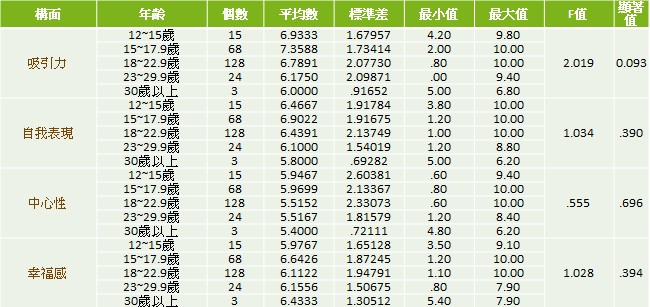 構面 年齡 個數 平均數 標準差 最小值 最大值 F值 顯著值
吸引力 12~15歲 15 6.9333 1.67957 4.20 9.80 2.019 0.093
15~17.9歲 68 7.3588 1.73414 2.00 10.00
18~22.9歲 128 6.7891 2.07730 .80 10.00
23~29.9歲 24 6.1750 2.09871 .00 9.40
30歲以上 3 6.0000 .91652 5.00 6.80
自我表現 12~15歲 15 6.4667 1.91784 3.80 10.00 1.034 .390
15~17.9歲 68 6.9022 1.91675 1.20 10.00
18~22.9歲 128 6.4391 2.13749 1.00 10.00
23~29.9歲 24 6.1000 1.54019 1.20 8.80
30歲以上 3 5.8000 .69282 5.00 6.20
中心性 12~15歲 15 5.9467 2.60381 .60 9.40 .555 .696
15~17.9歲 68 5.9699 2.13367 .80 10.00
18~22.9歲 128 5.5152 2.33073 .60 10.00
23~29.9歲 24 5.5167 1.81579 1.20 8.40
30歲以上 3 5.4000 .72111 4.80 6.20
幸福感 12~15歲 15 5.9767 1.65128 3.50 9.10 1.028 .394
15~17.9歲 68 6.6426 1.87245 1.20 10.00
18~22.9歲 128 6.1122 1.94791 1.10 10.00
23~29.9歲 24 6.1556 1.50675 .80 7.90
30歲以上 3 6.4333 1.30512 5.40 7.90